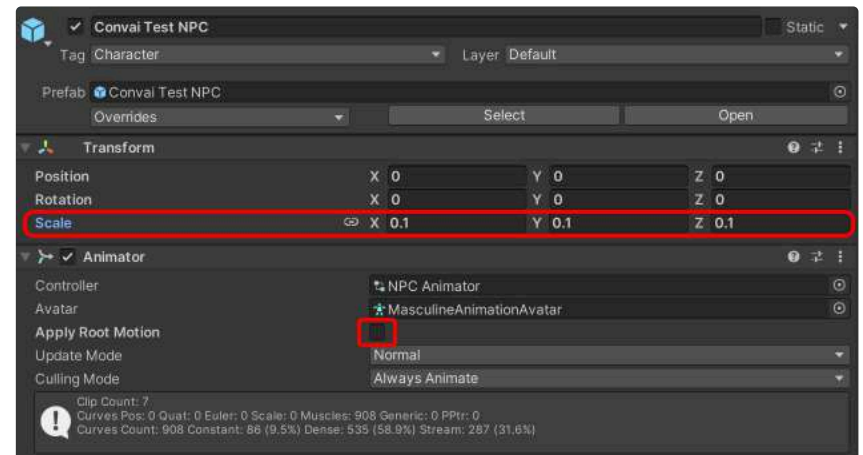 Convai Test NPC Static
Tag Character Layer Default
Prefab Convai Test NPC
Overrides Select Open
Transform
Position X 0 Y 0 Z 0
Rotation X 0 Y 0 Z 0
Scale X 0.1 Y 0.1 Z 0.1
Animator
Controller NPC Animator
Avatar MasculineAnimationAvatar
Apply Root Motion
Update Mode Normal
Culling Mode Always Animate
Clip Count: 7
Curves Pos: 0 Quat: 0 Euler: 0 Scale: 0 Muscles: 908 Generic: 0 PPtr: 0
Curves Count: 908 Constant: 86 (9.5%) Dense: 535 (58.9%) Stream: 287 (31.6%)